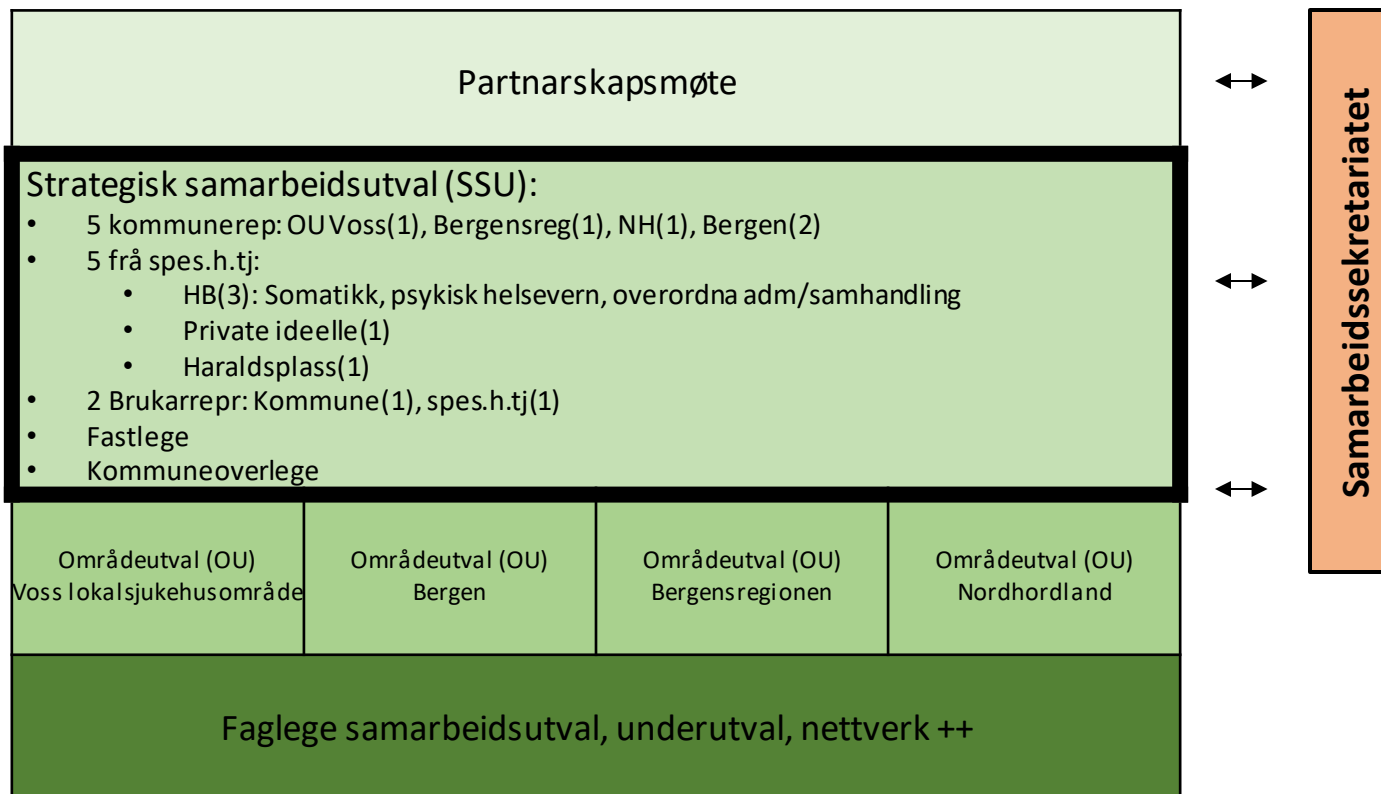 Partnarskapsmøte
Strategisk samarbeidsutval (SSU):
• 5 kommunerep: OU Voss(1), Bergensreg(1), NH(1), Bergen(2)
• 5 frå spes.h.tj:
• HB(3): Somatikk, psykisk helsevern, overordna adm/samhandling
• Private ideelle(1)
• Haraldsplass(1)
• 2 Brukarrepr: Kommune(1), spes.h.tj(1)
• Fastlege
• Kommuneoverlege
Områdeutval (OU)
Voss lokalsjukehusområde
Områdeutval (OU)
Bergen
Områdeutval (OU)
Bergensregionen
Områdeutval (OU)
Nordhordland
Faglege samarbeidsutval, underutval, nettverk ++
Samarbeidssekretariatet